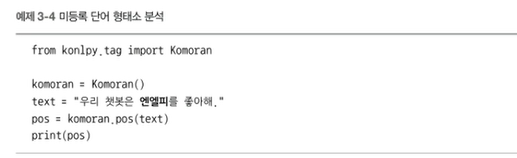 예제 3-4 미등록 단어 형태소 분석
from konlpy.tag import Komoran
komoran = Komoran()
text = "우리 챗봇은 엔엘피를 좋아해."
pos = komoran.pos(text)
print(pos)